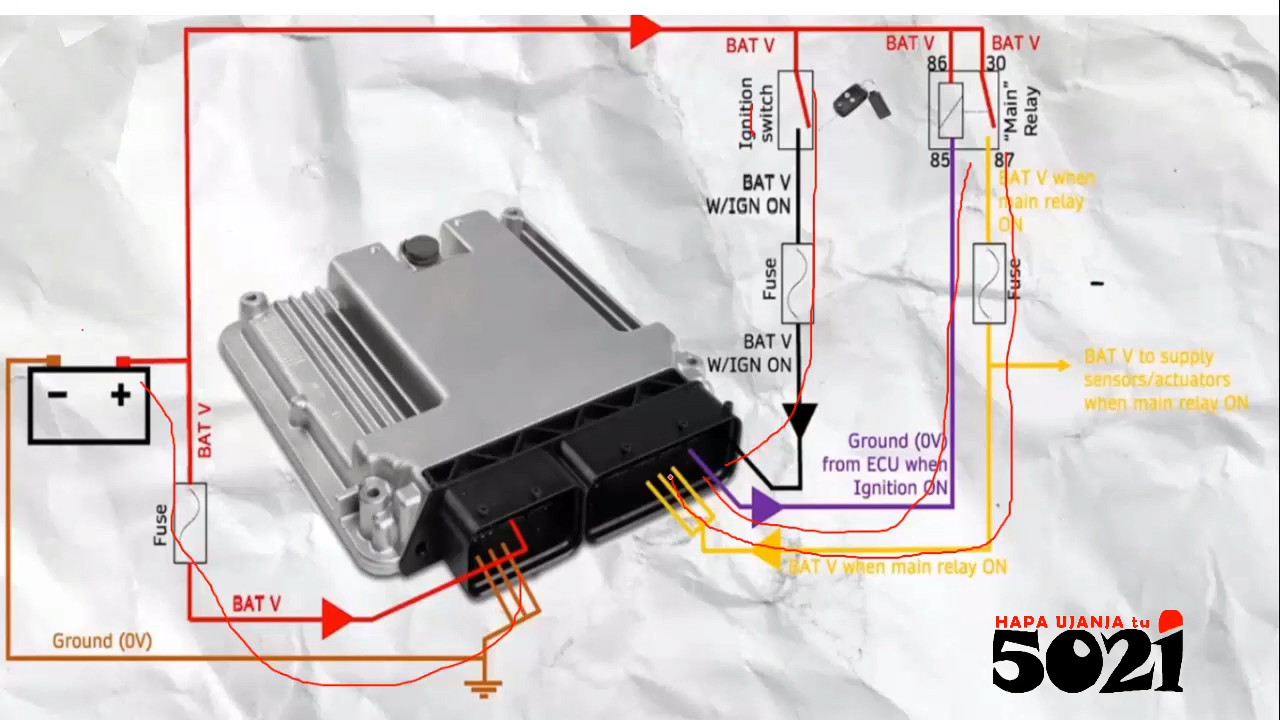 BAT V
BAT V
BAT V
86
30
Ignition
switch
"Main"
Relay
85
87
BAT V
W/IGN ON
BAT V when
main relay
ON
Fuse
Fuse
-
BAT V
W/IGN ON
BAT V to supply
sensors/actuators
when main relay ON
- +
BAT V
Ground (0V)
from ECU when
Ignition ON
Fuse
BAT V when main relay ON
BAT V
Ground (0V)
HAPA UJANJA tu
5021